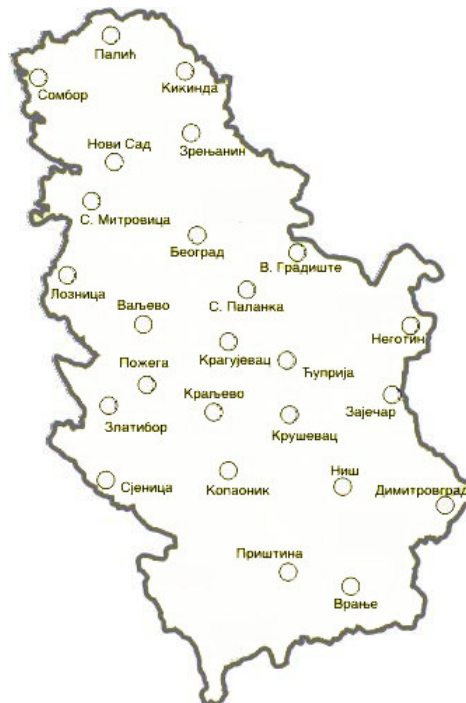 Палић
Кикинда
Сомбор
Нови Сад
Зрењанин
С. Митровица
Београд
В. Градиште
Лозница
С. Паланка
Ваљево
Неготин
Крагујевац
Ћуприја
Пожега
Краљево
Златибор
Крушевац
Зајечар
Сјеница
Копаоник
Ниш
Димитровград
Приштина
Врање